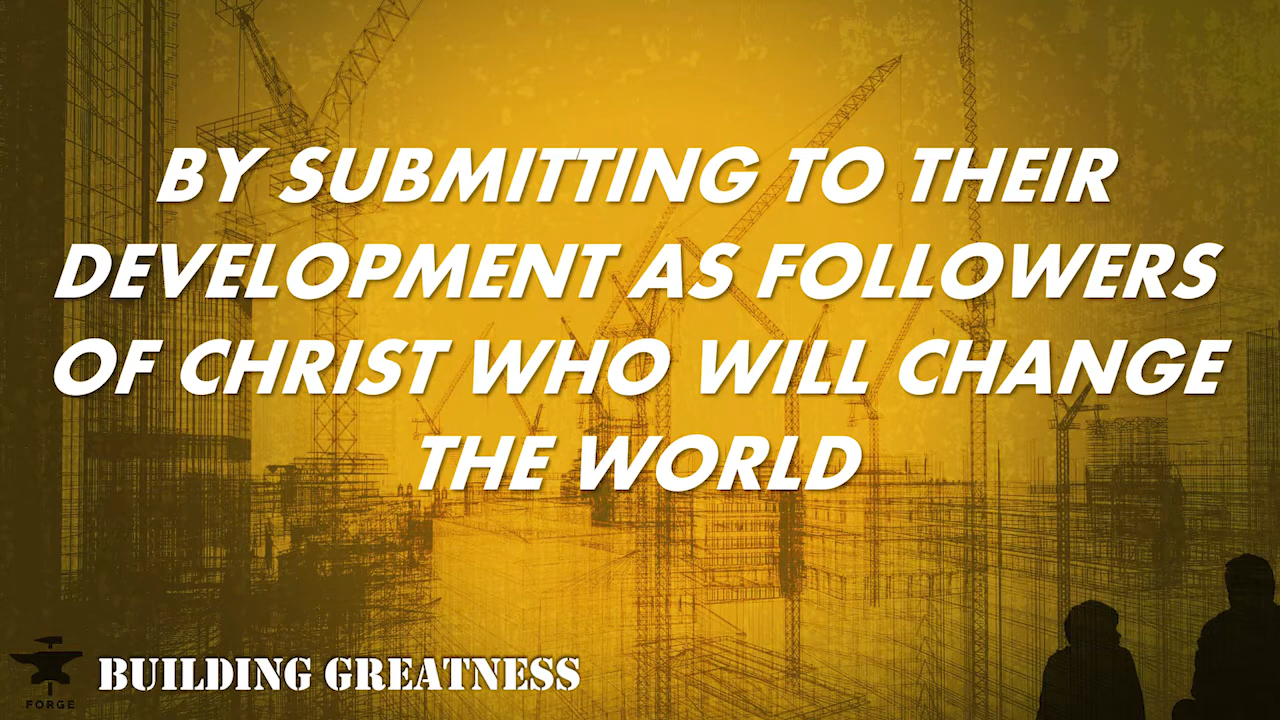 BY SUBMITTING TO THEIR
DEVELOPMENT AS FOLLOWERS
OF CHRIST WHO WILL CHANGE
THE WORLD
BUILDING GREATNESS
FORGE